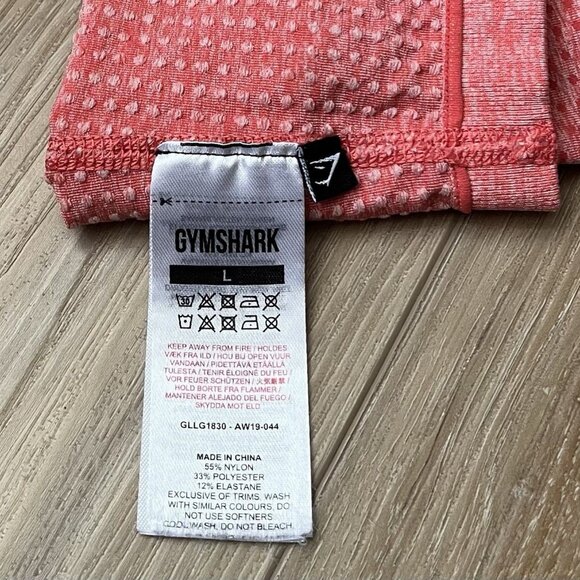 GYMSHARK
L
30
KEEP AWAY FROM FIRE / HOLDES
VÆK FRA ILD / HOU BIJ OPEN VUUR
VANDAAN / PIDETTÄVÄ ETÄÄLLÄ
TULESTA / TENIR ÉLOIGNÉ DU FEU /
VOR FEUER SCHÜTZEN / 火気厳禁
/ HOLD BORTE FRA FLAMMER /
MANTENER ALEJADO DEL FUEGO /
SKYDDA MOT ELD
GLLG1830 - AW19-044
MADE IN CHINA
55% NYLON
33% POLYESTER
12% ELASTANE
EXCLUSIVE OF TRIMS. WASH
WITH SIMILAR COLOURS, DO
NOT USE SOFTNERS
COOL WASH, DO NOT BLEACH.